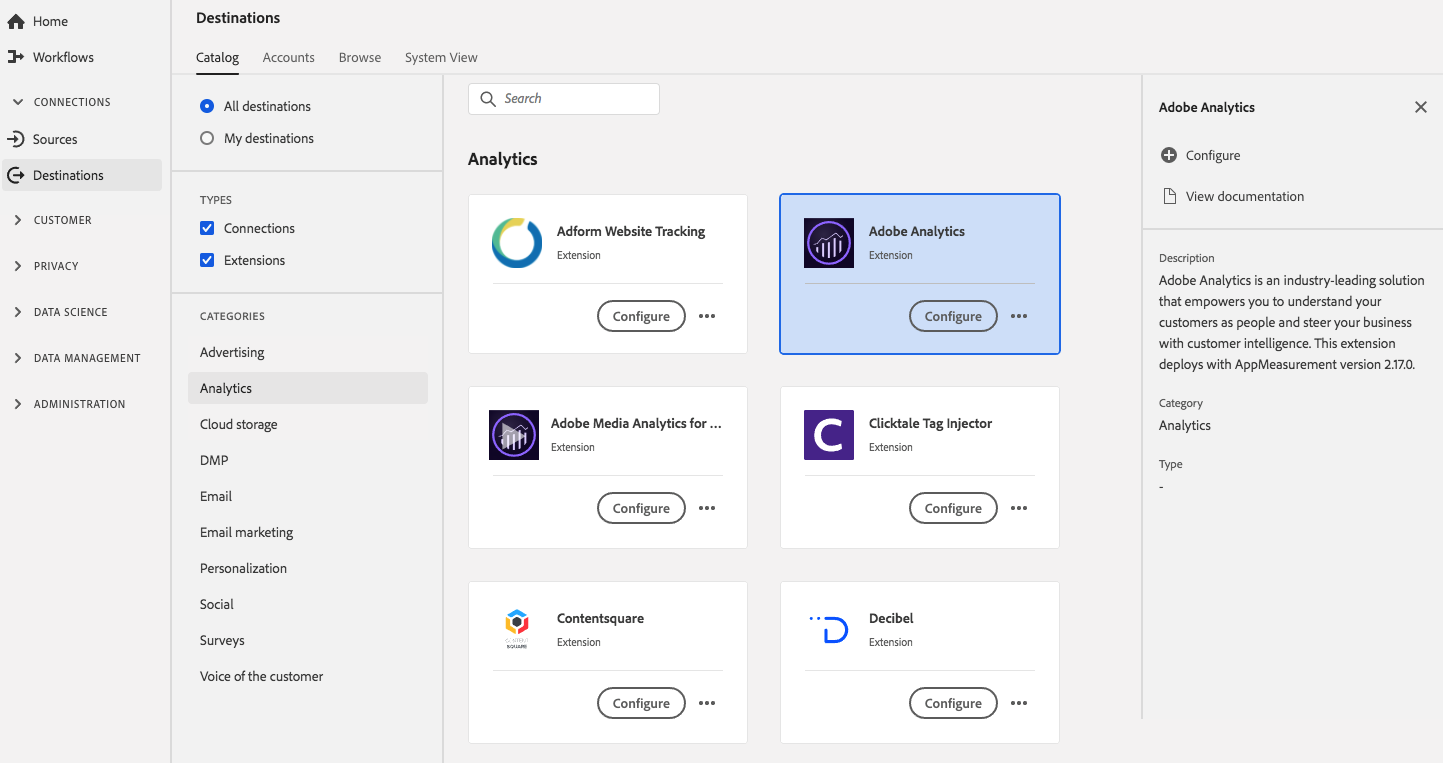 Home
Workflows
CONNECTIONS
Sources
Destinations
CUSTOMER
PRIVACY
DATA SCIENCE
DATA MANAGEMENT
ADMINISTRATION
Destinations
Catalog
Accounts
Browse
System View
All destinations
My destinations
TYPES
Connections
Extensions
CATEGORIES
Advertising
Analytics
Cloud storage
DMP
Email
Email marketing
Personalization
Social
Surveys
Voice of the customer
Search
Analytics
Adform Website Tracking
Extension
Configure
Adobe Analytics
Extension
Configure
Adobe Media Analytics for ...
Extension
Configure
C
Clicktale Tag Injector
Extension
Configure
CONTENT
SQUARE
Contentsquare
Extension
Configure
Decibel
Extension
Configure
Adobe Analytics
Configure
View documentation
Description
Adobe Analytics is an industry-leading solution
that empowers you to understand your
customers as people and steer your business
with customer intelligence. This extension
deploys with AppMeasurement version 2.17.0.
Category
Analytics
Type
-